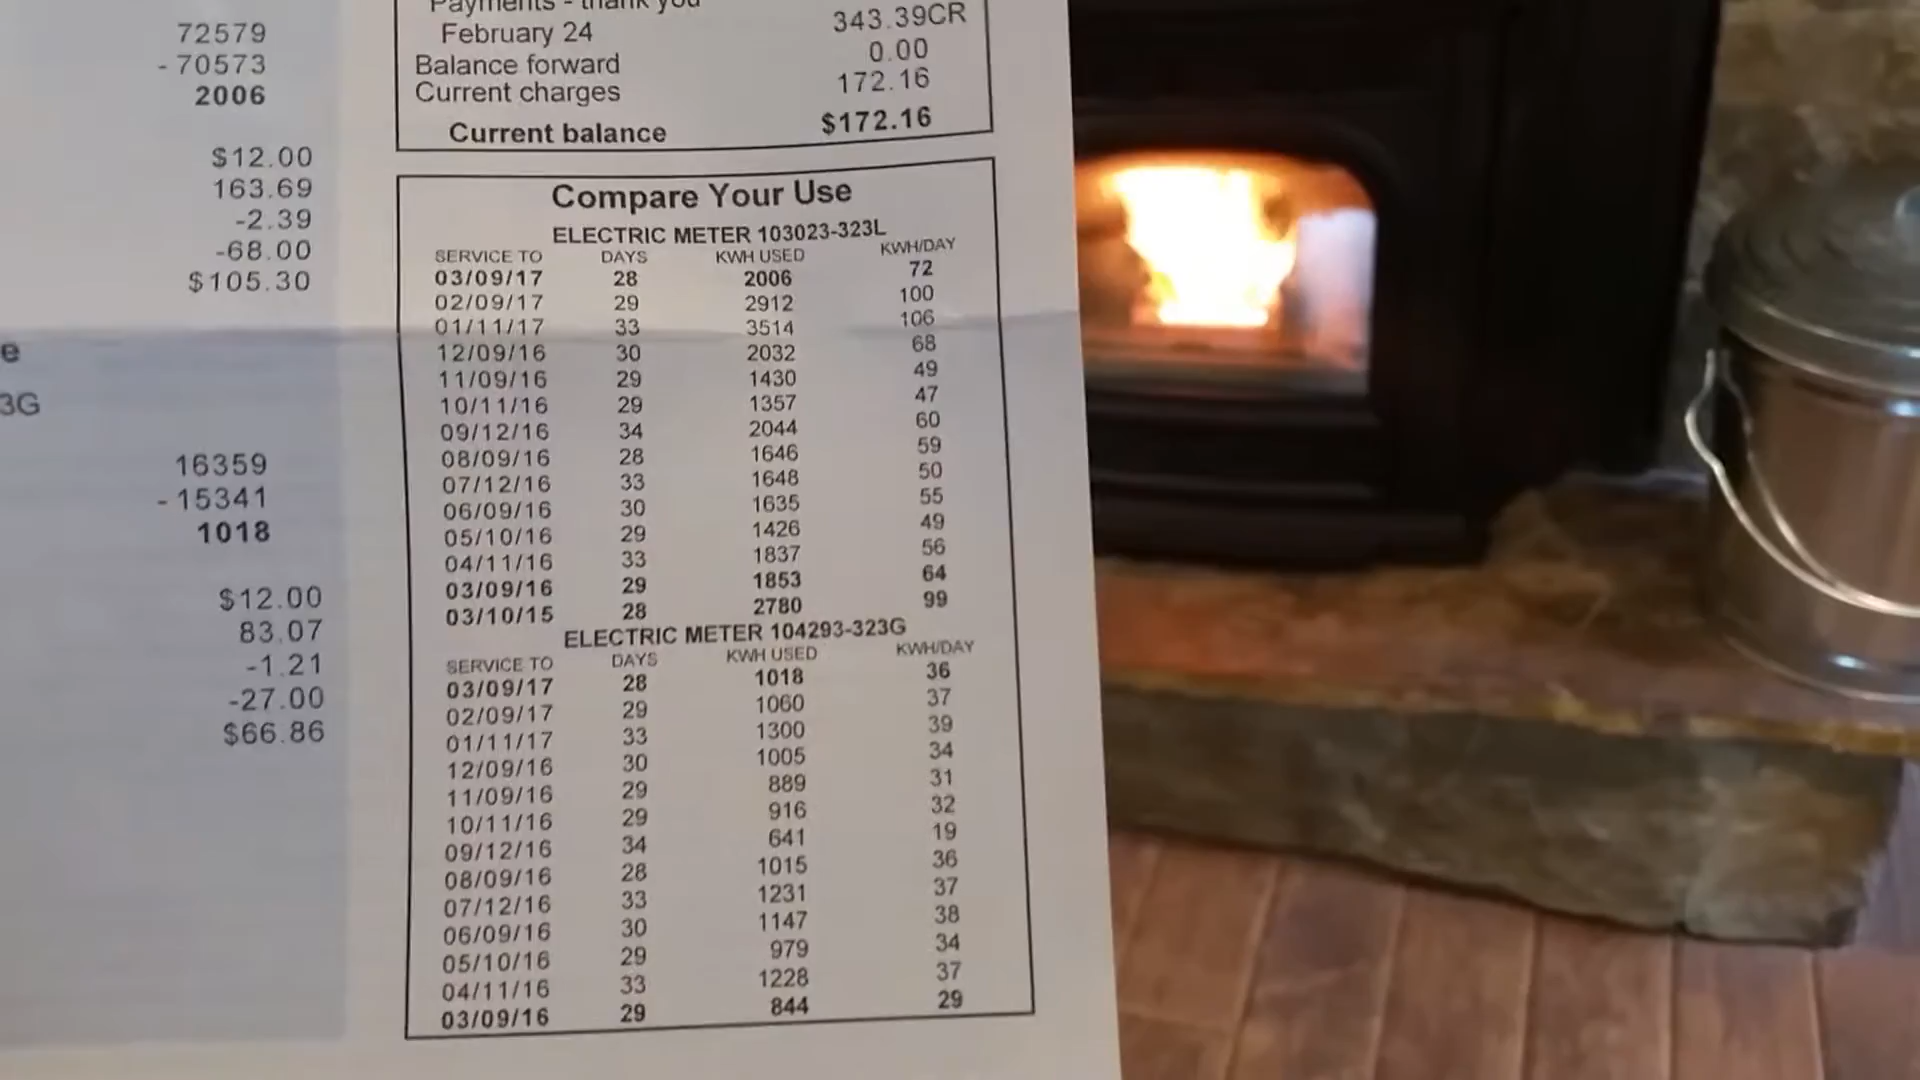 72579
- 70573
2006
$12.00
163.69
-2.39
-68.00
$105.30
e
3G
16359
- 15341
1018
$12.00
83.07
-1.21
-27.00
$66.86
Payments - thank you
February 24 343.39CR
Balance forward 0.00
Current charges 172.16
Current balance $172.16
Compare Your Use
ELECTRIC METER 103023-323L
SERVICE TO DAYS KWH USED KWH/DAY
03/09/17 28 2006 72
02/09/17 29 2912 100
01/11/17 33 3514 106
12/09/16 30 2032 68
11/09/16 29 1430 49
10/11/16 29 1357 47
09/12/16 34 2044 60
08/09/16 28 1646 59
07/12/16 33 1648 50
06/09/16 30 1635 55
05/10/16 29 1426 49
04/11/16 33 1837 56
03/09/16 29 1853 64
03/10/15 28 2780 99
ELECTRIC METER 104293-323G
SERVICE TO DAYS KWH USED KWH/DAY
03/09/17 28 1018 36
02/09/17 29 1060 37
01/11/17 33 1300 39
12/09/16 30 1005 34
11/09/16 29 889 31
10/11/16 29 916 32
09/12/16 34 641 19
08/09/16 28 1015 36
07/12/16 33 1231 37
06/09/16 30 1147 38
05/10/16 29 979 34
04/11/16 33 1228 37
03/09/16 29 844 29